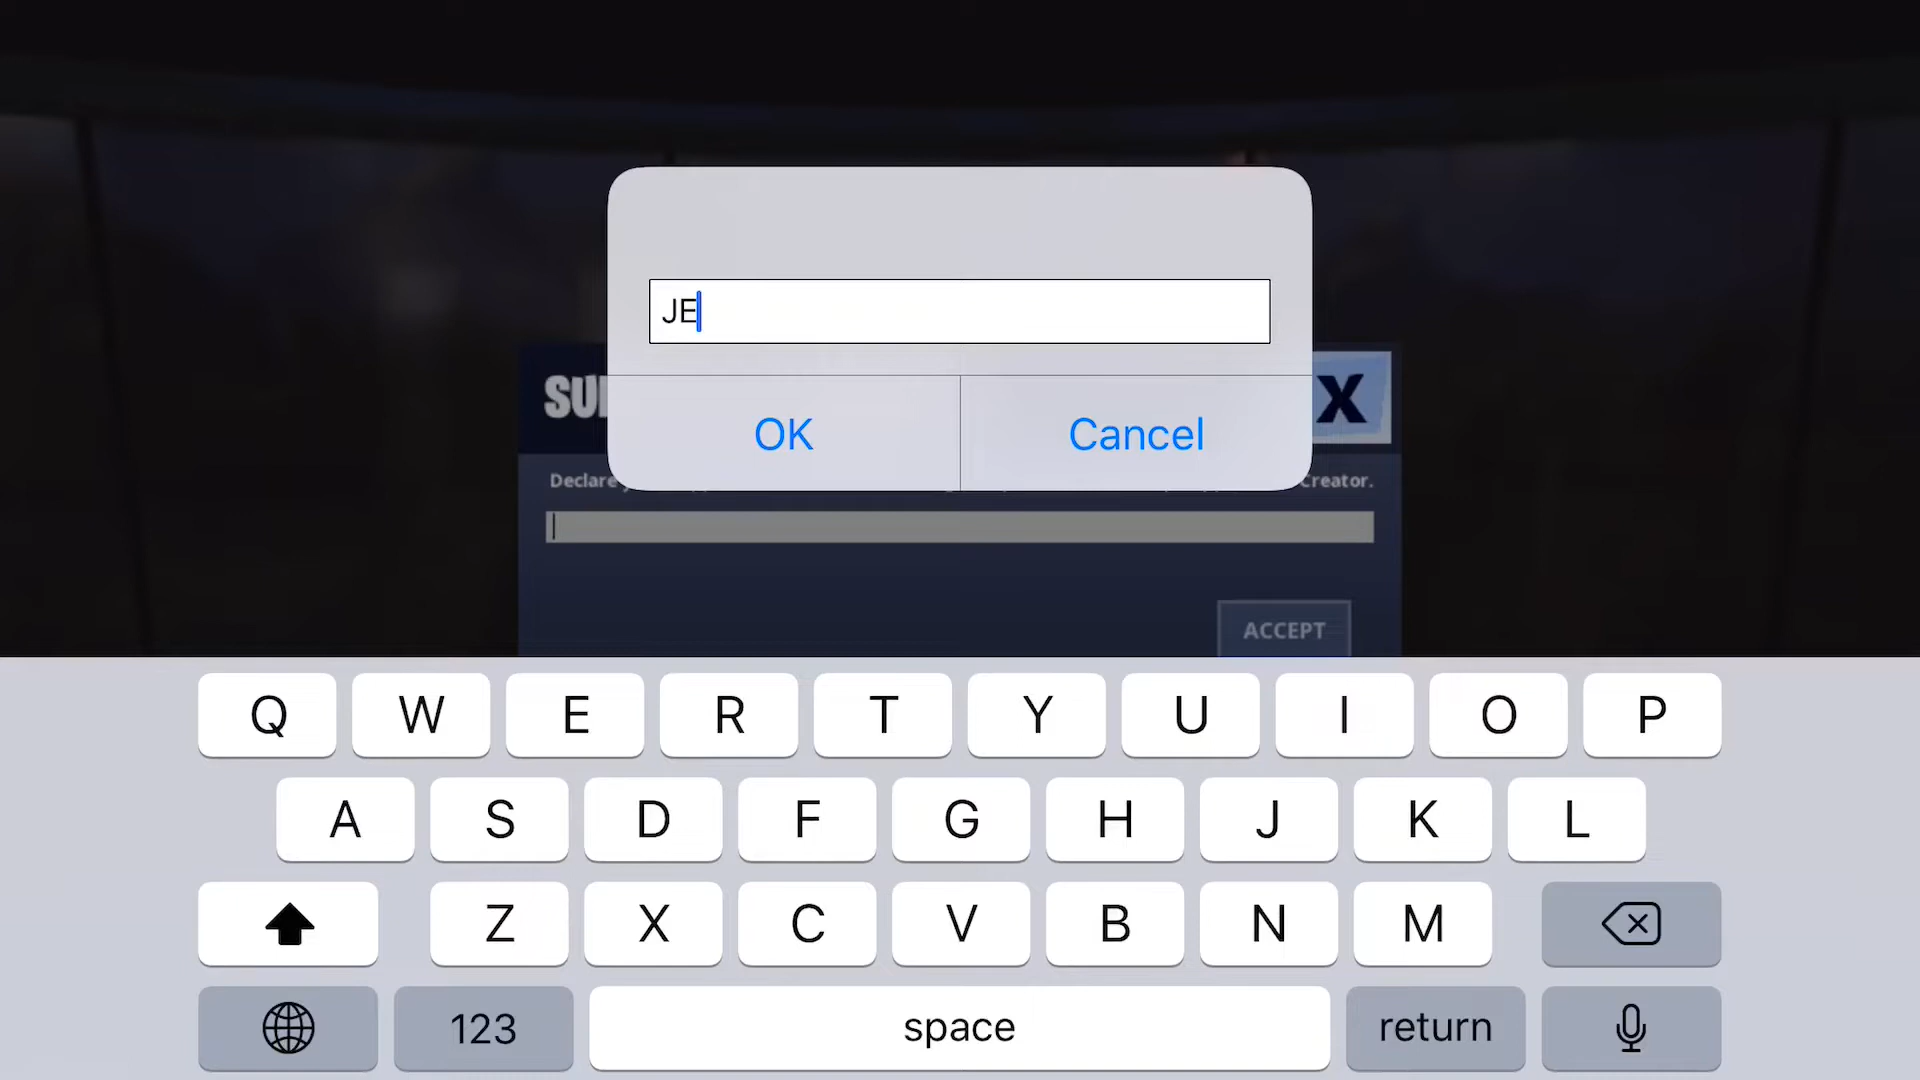 JE
SU
OK Cancel
Declare Creator.
ACCEPT
Q W E R T Y U I O P
A S D F G H J K L
Z X C V B N M
123 space return
X